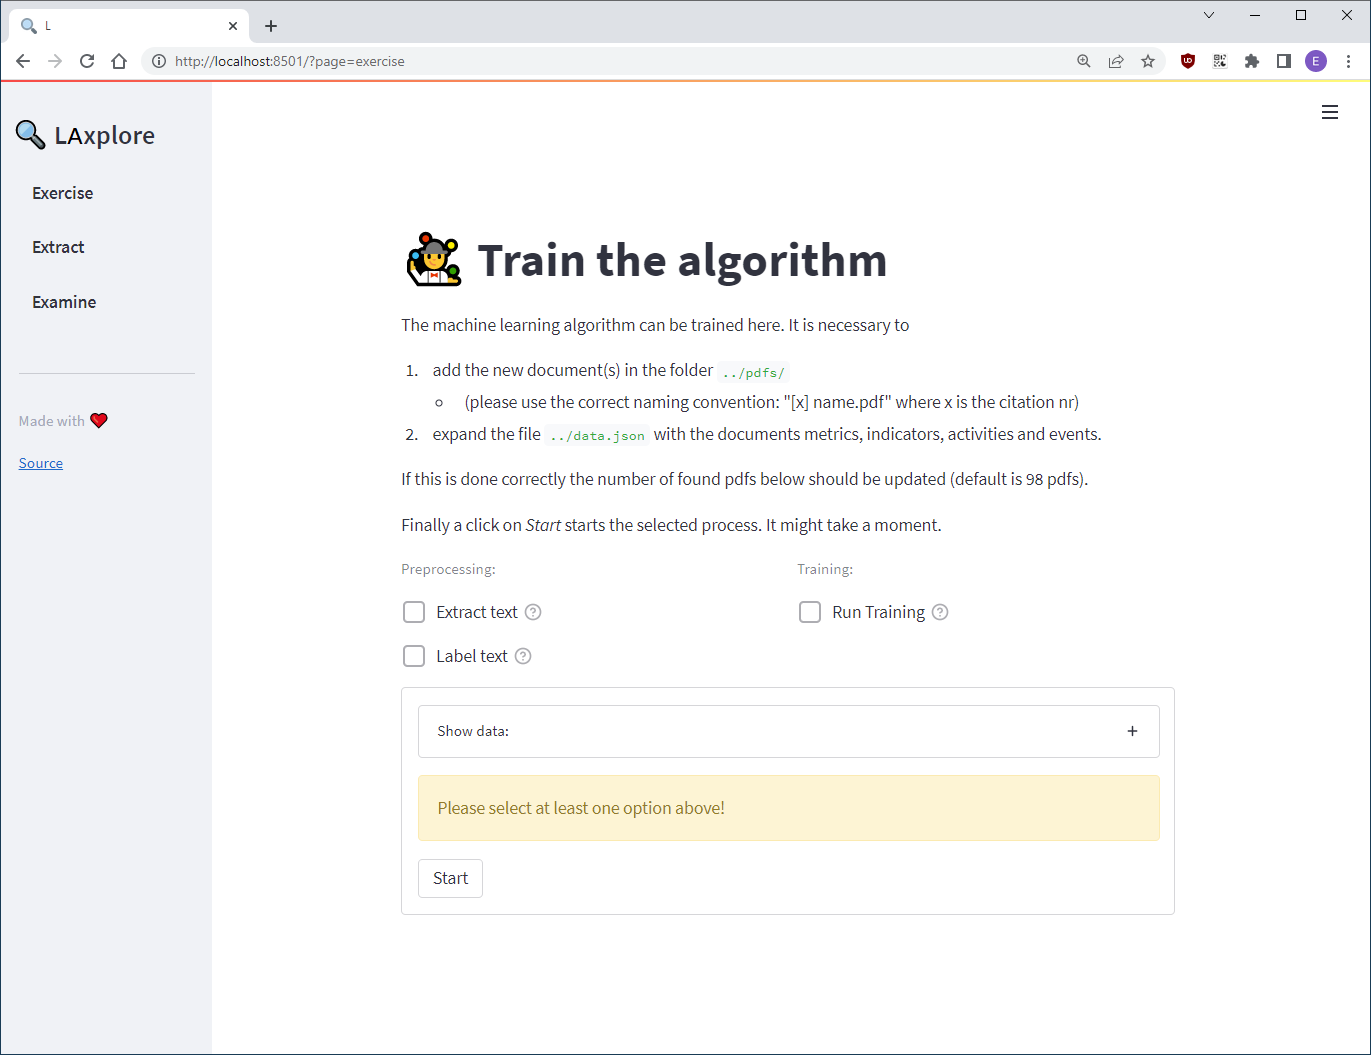 L
http://localhost:8501/?page=exercise
E
LAxplore
Exercise
Extract
Examine
Made with
Source
Train the algorithm
The machine learning algorithm can be trained here. It is necessary to
1. add the new document(s) in the folder ../pdfs/
(please use the correct naming convention: "[x] name.pdf" where x is the citation nr)
2. expand the file ../data.json with the documents metrics, indicators, activities and events.
If this is done correctly the number of found pdfs below should be updated (default is 98 pdfs).
Finally a click on Start starts the selected process. It might take a moment.
Preprocessing:
Training:
Extract text
Run Training
Label text
Show data:
Please select at least one option above!
Start